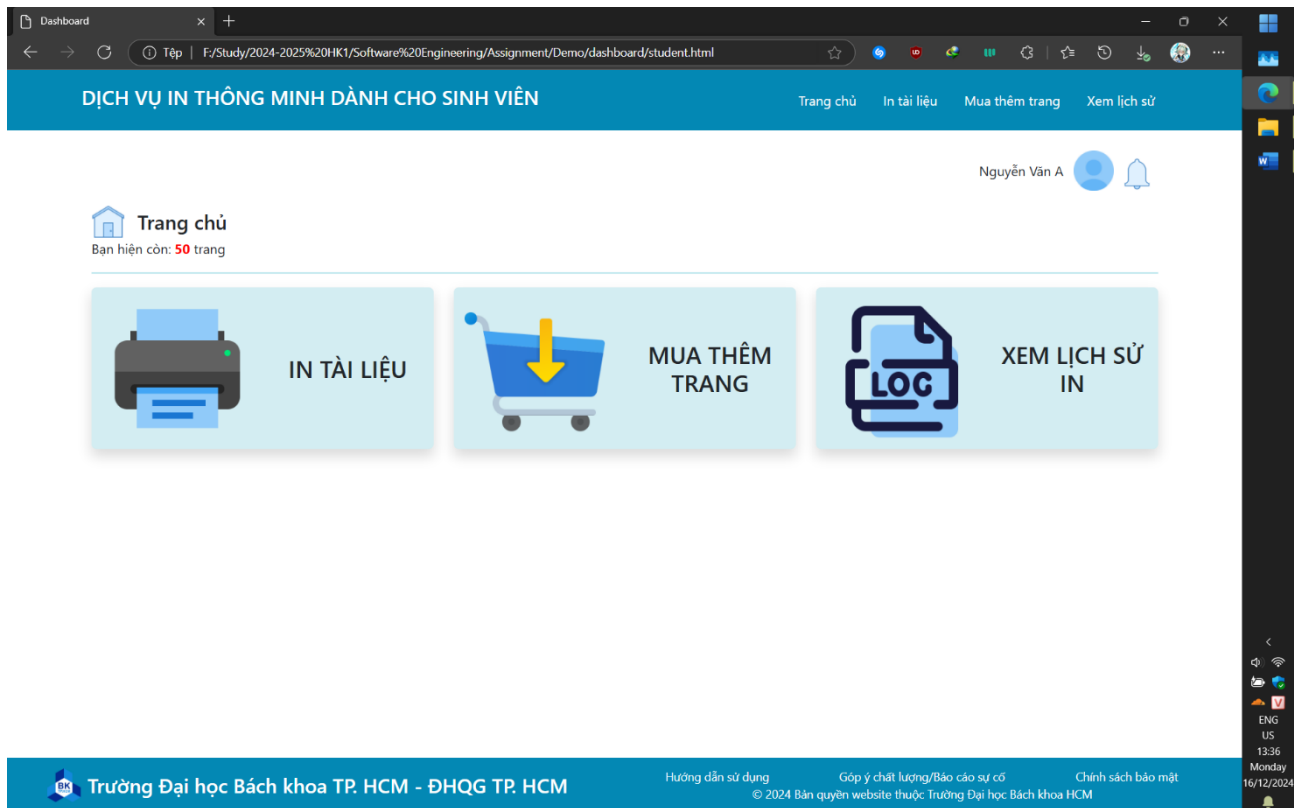 Dashboard
Tệp | F:/Study/2024-2025%20HK1/Software%20Engineering/Assignment/Demo/dashboard/student.html
DỊCH VỤ IN THÔNG MINH DÀNH CHO SINH VIÊN
Trang chủ In tài liệu Mua thêm trang Xem lịch sử
Nguyễn Văn A
Trang chủ
Bạn hiện còn: 50 trang
IN TÀI LIỆU
MUA THÊM
TRANG
LOG
XEM LỊCH SỬ
IN
ENG
US
13:36
Monday
16/12/2024
BK
Trường Đại học Bách khoa TP. HCM - ĐHQG TP. HCM
Hướng dẫn sử dụng Góp ý chất lượng/Báo cáo sự cố Chính sách bảo mật
© 2024 Bản quyền website thuộc Trường Đại học Bách khoa HCM